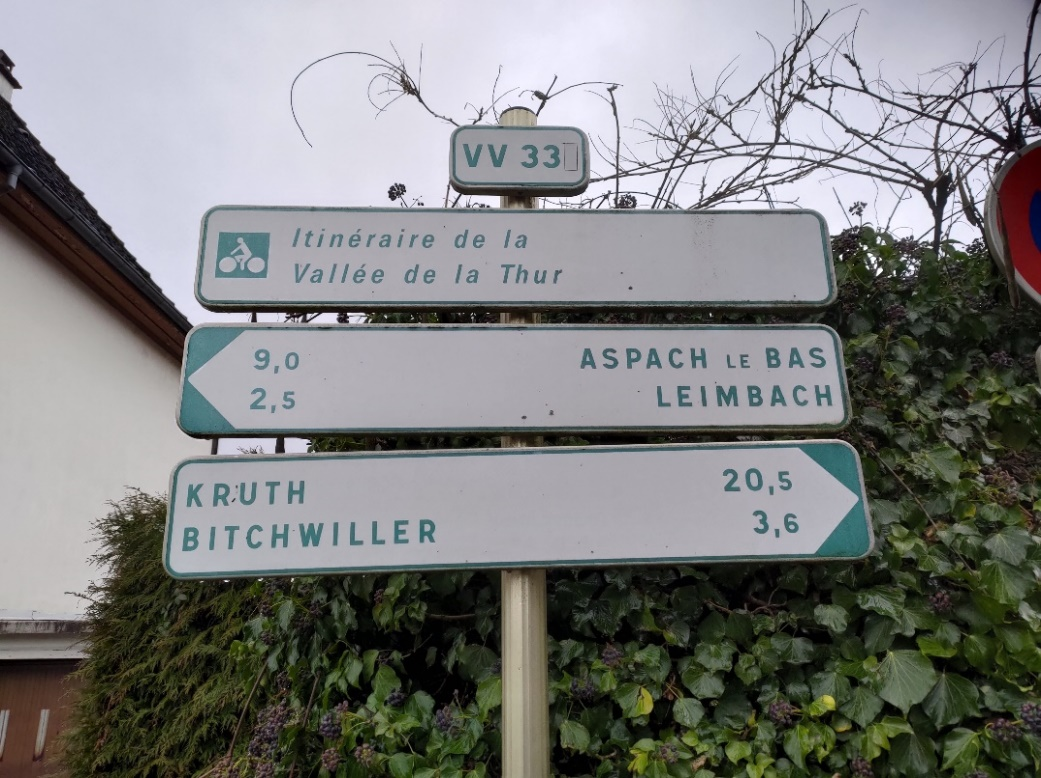 VV 33
Itinéraire de la
Vallée de la Thur
9,0 ASPACH LE BAS
2,5 LEIMBACH
KRUTH 20,5
BITCHWILLER 3,6